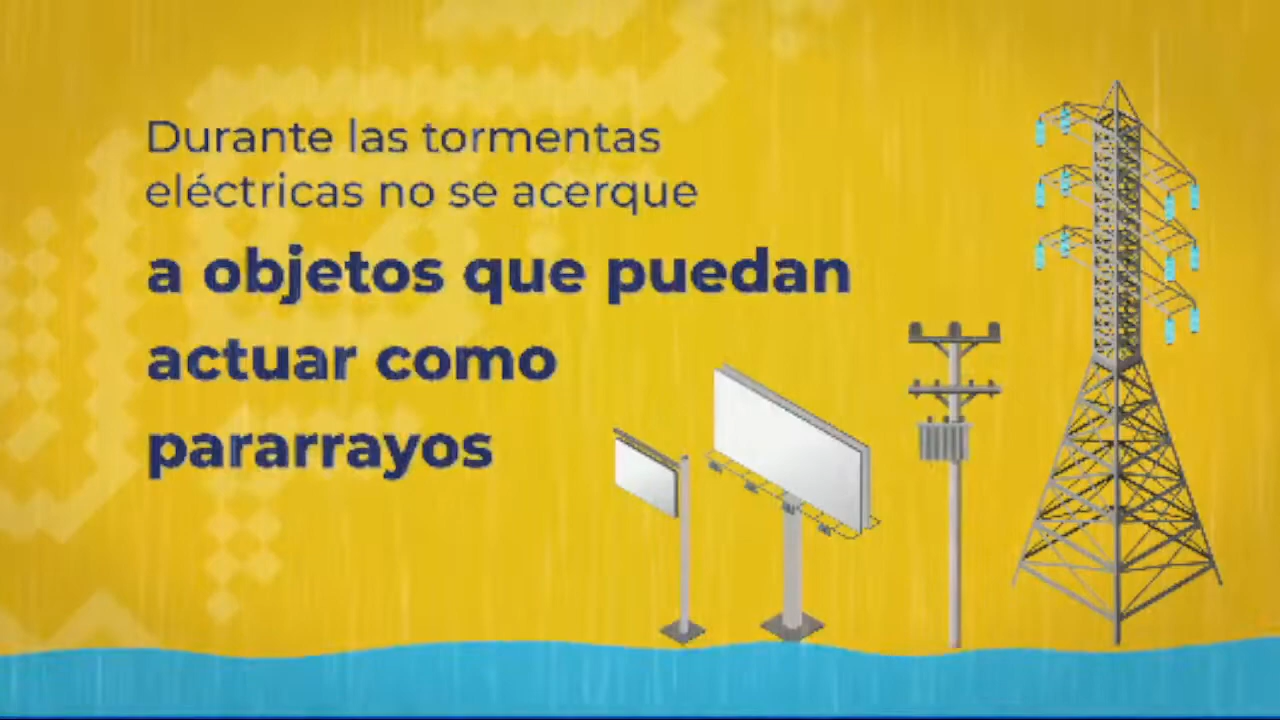 Durante las tormentas
eléctricas no se acerque
a objetos que puedan
actuar como
pararrayos